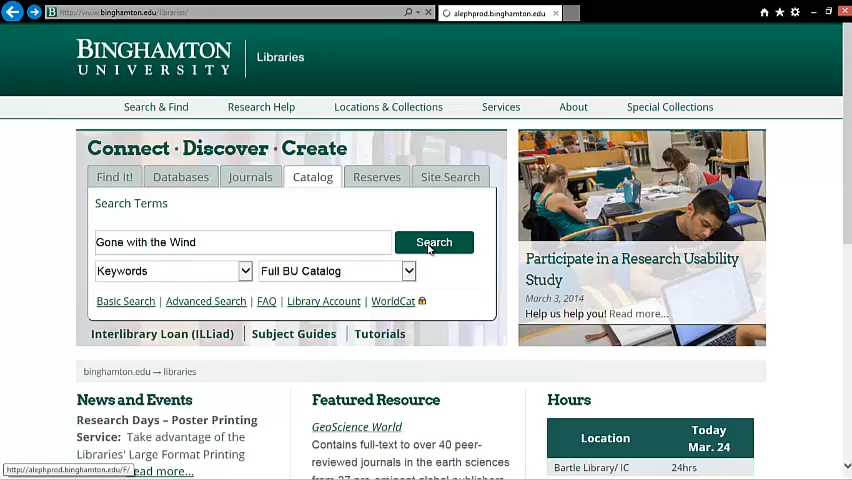 http://www.binghamton.edu/libraries/
alephprod.binghamton.edu
BINGHAMTON
UNIVERSITY
Libraries
Search & Find
Research Help
Locations & Collections
Services
About
Special Collections
Connect · Discover · Create
Find It!
Databases
Journals
Catalog
Reserves
Site Search
Search Terms
Gone with the Wind
Search
Keywords
Full BU Catalog
Basic Search | Advanced Search | FAQ | Library Account | WorldCat
Interlibrary Loan (ILLiad) | Subject Guides | Tutorials
Participate in a Research Usability
Study
March 3, 2014
Help us help you! Read more...
binghamton.edu → libraries
News and Events
Research Days – Poster Printing
Service: Take advantage of the
Libraries' Large Format Printing
read more...
Featured Resource
GeoScience World
Contains full-text to over 40 peer-
reviewed journals in the earth sciences
from 27 pre-eminent global publishers
Hours
Location
Today
Mar. 24
Bartle Library/ IC
24hrs
http://alephprod.binghamton.edu/F/